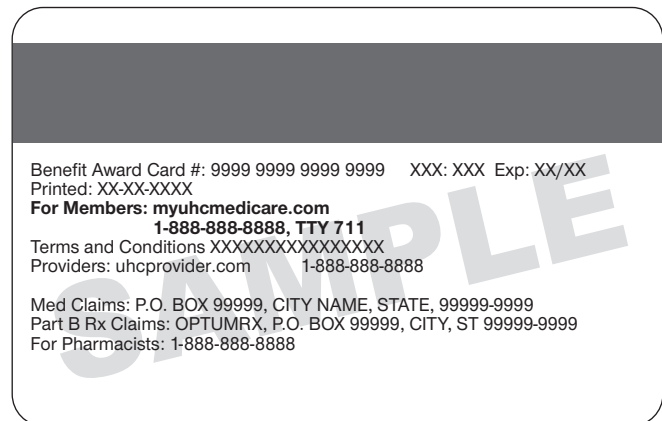 Benefit Award Card #: 9999 9999 9999 9999 XXX: XXX Exp: XX/XX
Printed: XX-XX-XXXX
For Members: myuhcmedicare.com
1-888-888-8888, TTY 711
Terms and Conditions XXXXXXXXXXXXXXXX
Providers: uhcprovider.com 1-888-888-8888
Med Claims: P.O. BOX 99999, CITY NAME, STATE, 99999-9999
Part B Rx Claims: OPTUMRX, P.O. BOX 99999, CITY, ST 99999-9999
For Pharmacists: 1-888-888-8888
SAMPLE